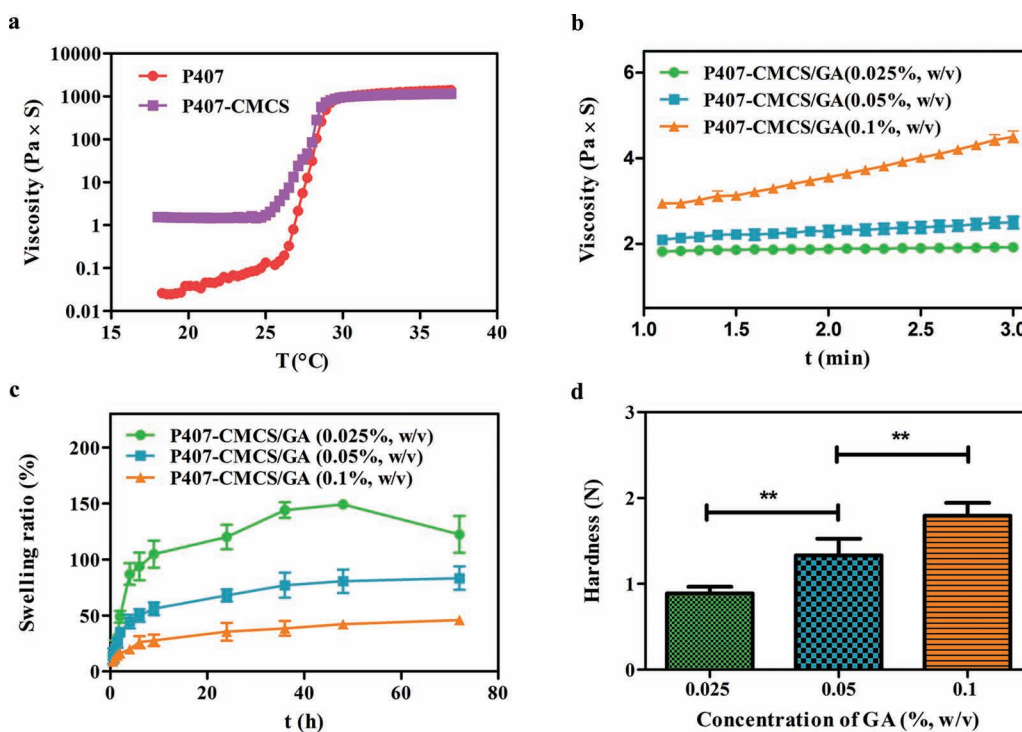 a
10000
1000
100
10
1
0.1
0.01
15 20 25 30 35 40
Viscosity (Pa × S)
T(°C)
P407
P407-CMCS
b
6
4
2
1.0 1.5 2.0 2.5 3.0
Viscosity (Pa × S)
t (min)
P407-CMCS/GA(0.025%, w/v)
P407-CMCS/GA(0.05%, w/v)
P407-CMCS/GA(0.1%, w/v)
c
200
150
100
50
0
0 20 40 60 80
Swelling ratio (%)
t (h)
P407-CMCS/GA (0.025%, w/v)
P407-CMCS/GA (0.05%, w/v)
P407-CMCS/GA (0.1%, w/v)
d
3
2
1
0
Hardness (N)
**
**
0.025 0.05 0.1
Concentration of GA (%, w/v)